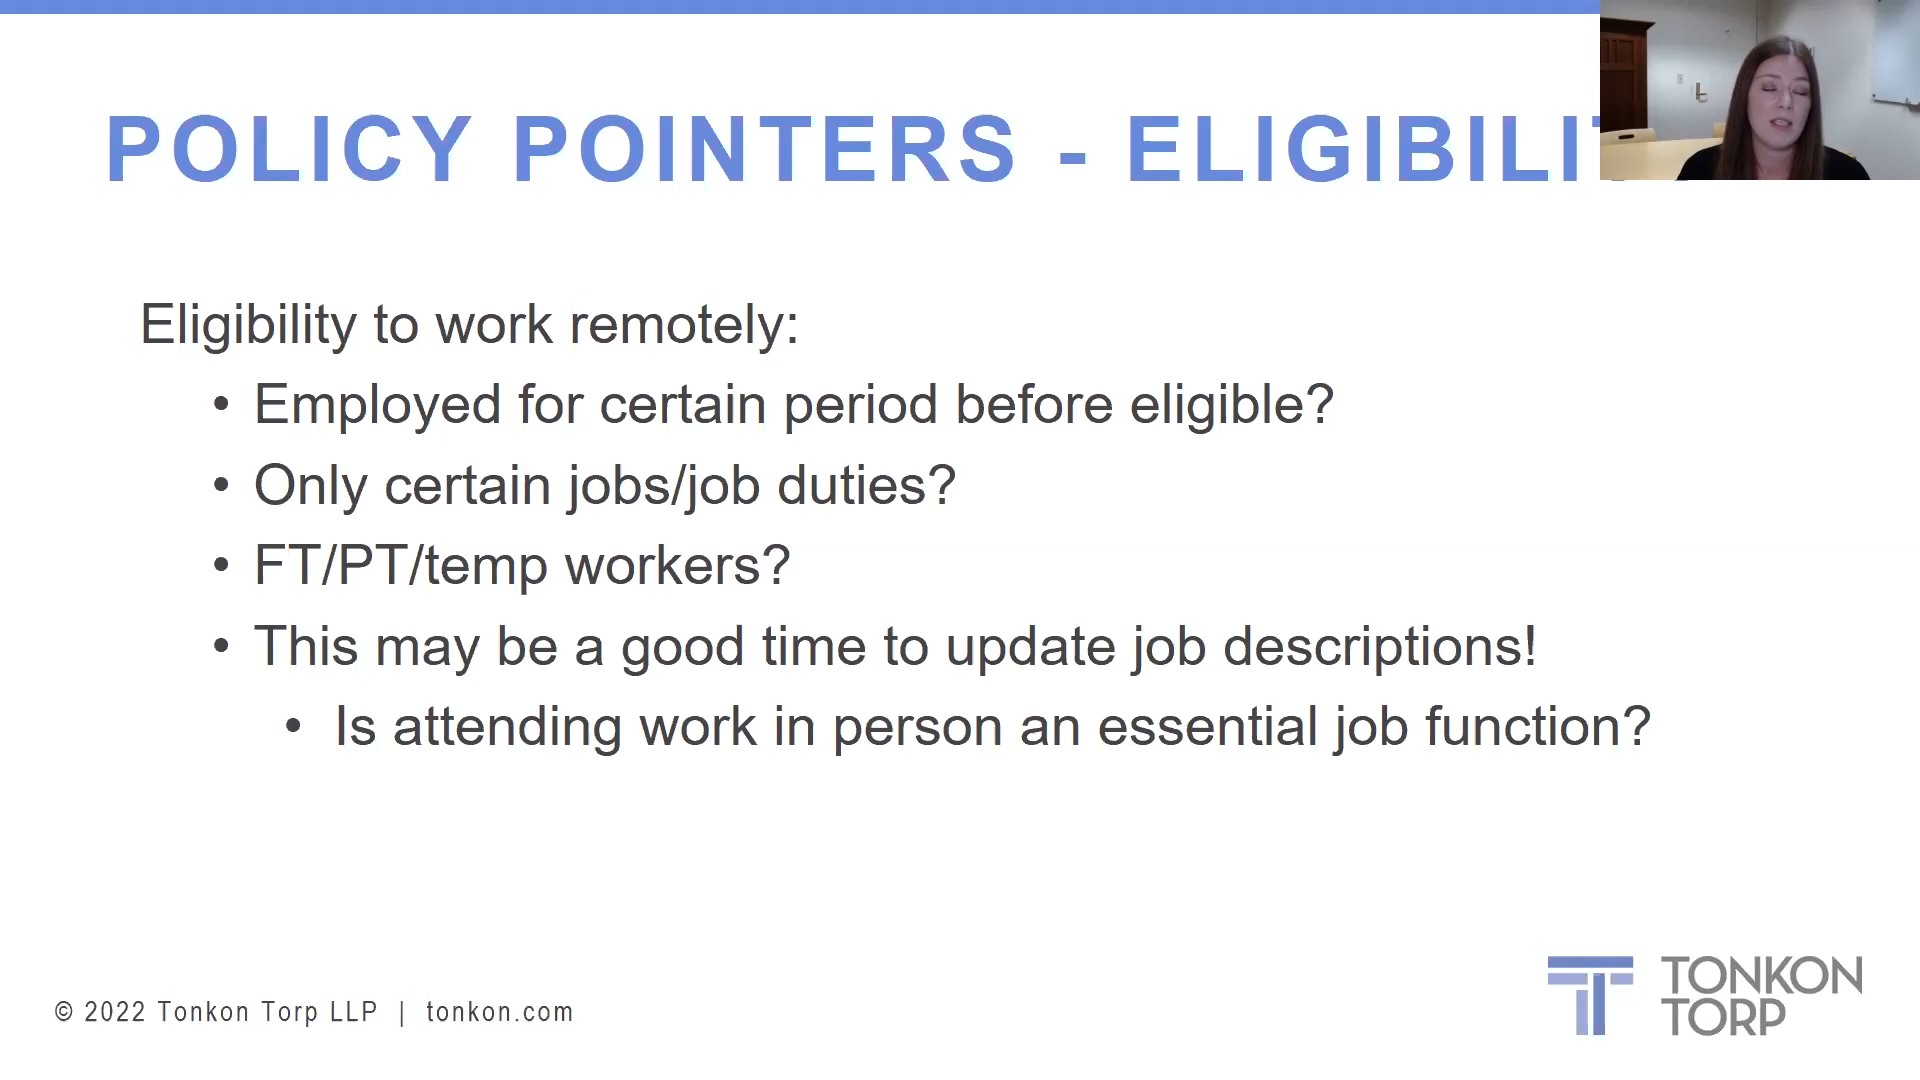 POLICY POINTERS - ELIGIBILI
Eligibility to work remotely:
• Employed for certain period before eligible?
• Only certain jobs/job duties?
• FT/PT/temp workers?
• This may be a good time to update job descriptions!
• Is attending work in person an essential job function?
© 2022 Tonkon Torp LLP | tonkon.com
TONKON
TORP